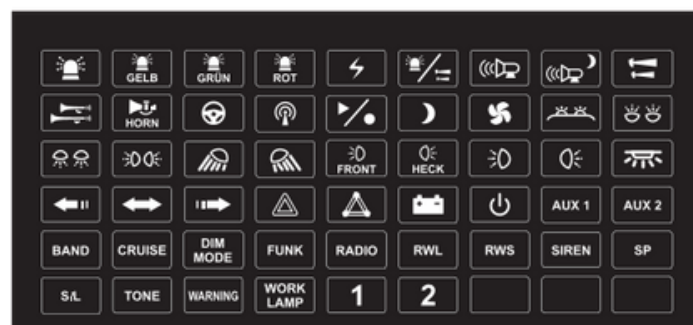 GELB
GRÜN
ROT
HORN
FRONT
HECK
AUX 1
AUX 2
BAND
CRUISE
DIM
MODE
FUNK
RADIO
RWL
RWS
SIREN
SP
S/L
TONE
WARNING
WORK
LAMP
1
2